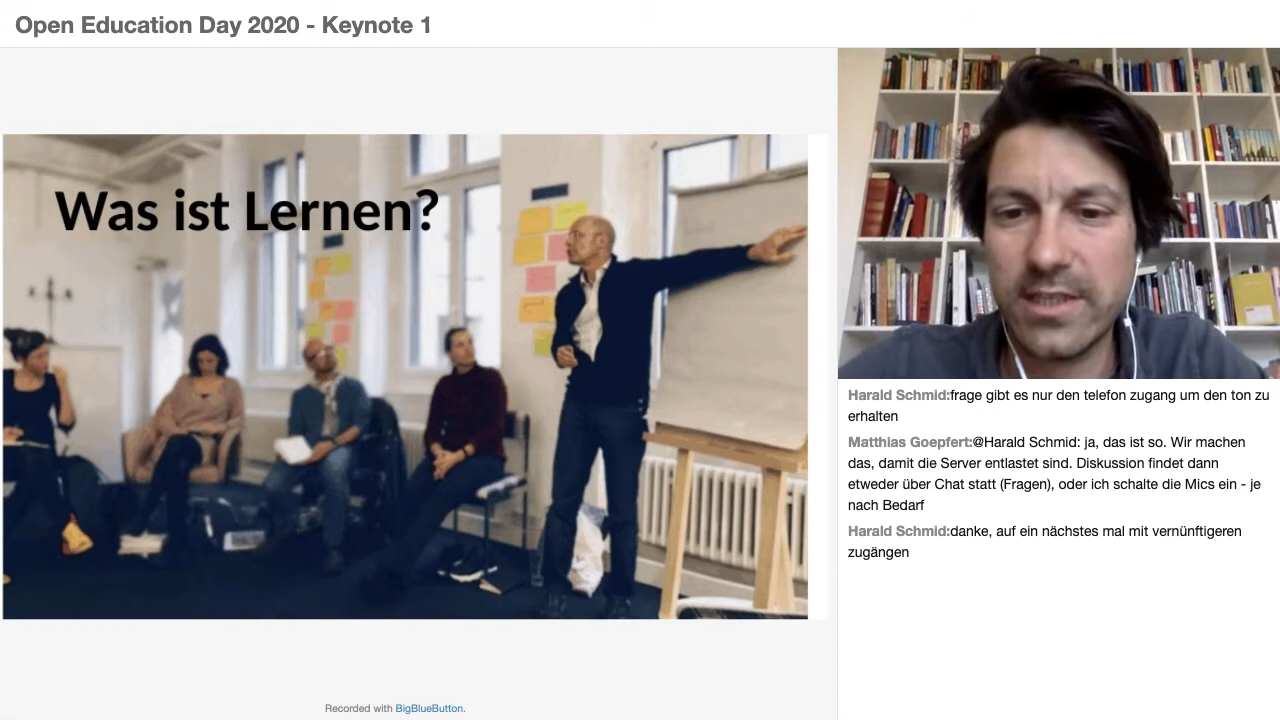 Open Education Day 2020 - Keynote 1
Was ist Lernen?
Harald Schmid:frage gibt es nur den telefon zugang um den ton zu
erhalten
Matthias Goepfert:@Harald Schmid: ja, das ist so. Wir machen
das, damit die Server entlastet sind. Diskussion findet dann
etweder über Chat statt (Fragen), oder ich schalte die Mics ein - je
nach Bedarf
Harald Schmid:danke, auf ein nächstes mal mit vernünftigeren
zugängen
Recorded with BigBlueButton.